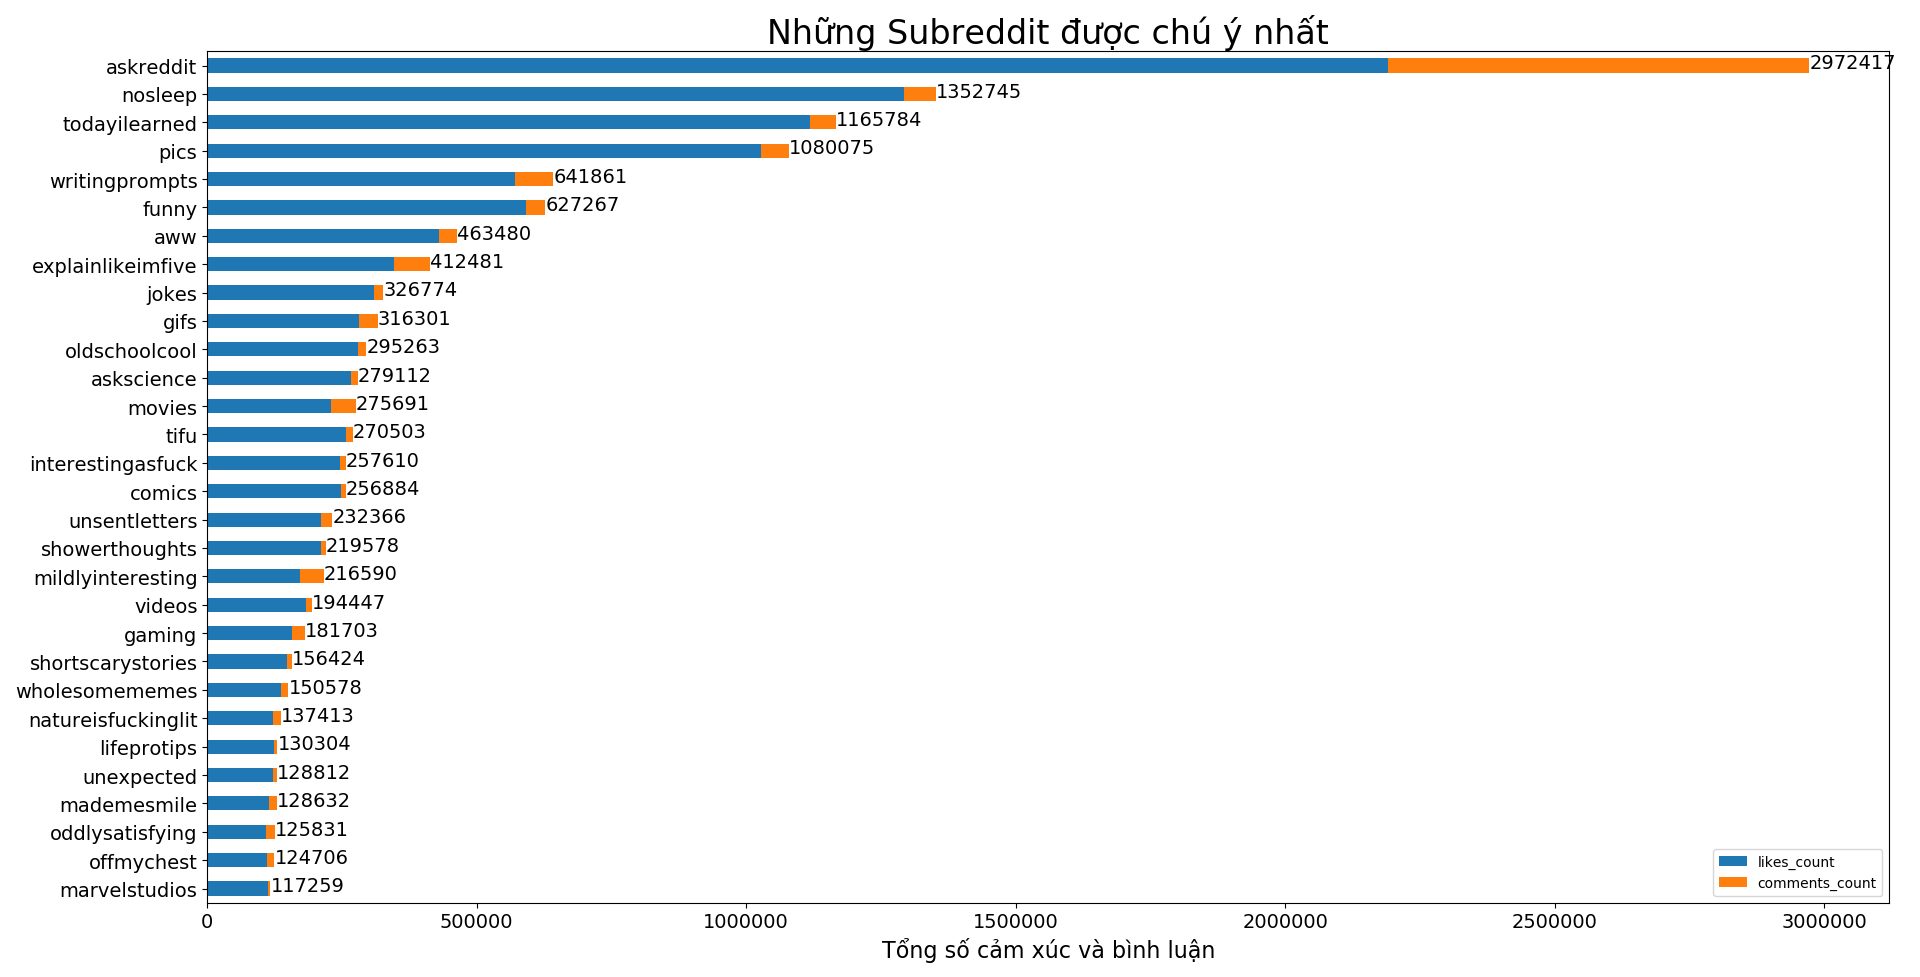 Những Subreddit được chú ý nhất
askreddit 2972417
nosleep 1352745
todayilearned 1165784
pics 1080075
writingprompts 641861
funny 627267
aww 463480
explainlikeimfive 412481
jokes 326774
gifs 316301
oldschoolcool 295263
askscience 279112
movies 275691
tifu 270503
interestingasfuck 257610
comics 256884
unsentletters 232366
showerthoughts 219578
mildlyinteresting 216590
videos 194447
gaming 181703
shortscarystories 156424
wholesomememes 150578
natureisfuckinglit 137413
lifeprotips 130304
unexpected 128812
mademesmile 128632
oddlysatisfying 125831
offmychest 124706
marvelstudios 117259
likes_count
comments_count
0 500000 1000000 1500000 2000000 2500000 3000000
Tổng số cảm xúc và bình luận